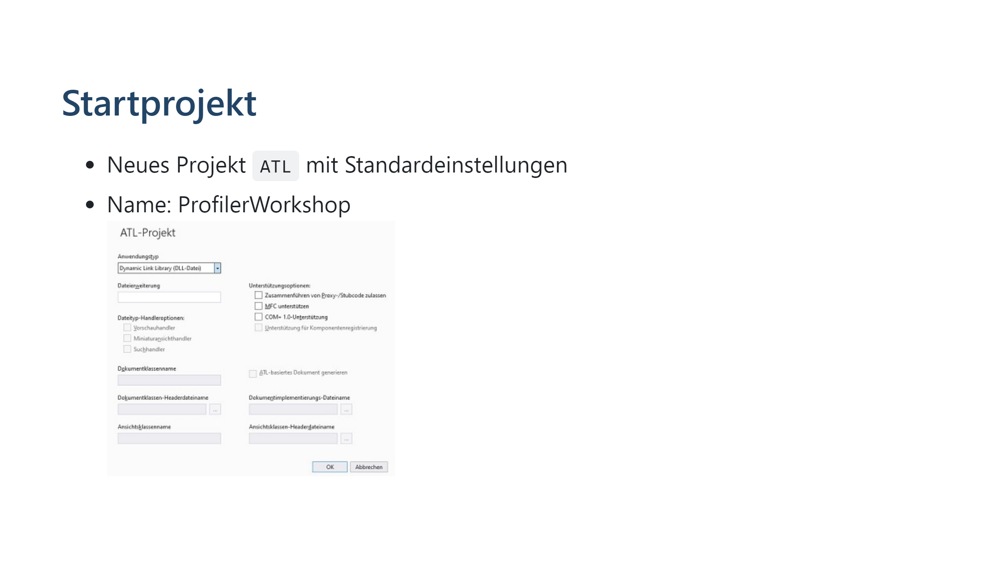 Startprojekt
• Neues Projekt ATL mit Standardeinstellungen
• Name: ProfilerWorkshop
ATL-Projekt
Anwendungstyp
Dynamic Link Library (DLL-Datei)
Dateierweiterung
Unterstützungsoptionen:
Zusammenführen von Proxy-/Stubcode zulassen
MFC unterstützen
COM+ 1.0-Unterstützung
Unterstützung für Komponentenregistrierung
Dateityp-Handleroptionen:
Vorschauhandler
Miniaturansichthandler
Suchhandler
Dokumentklassenname
ATL-basiertes Dokument generieren
Dokumentklassen-Headerdateiname
...
Dokumentimplementierungs-Dateiname
...
Ansichtsklassenname
Ansichtsklassen-Headerdateiname
...
OK
Abbrechen